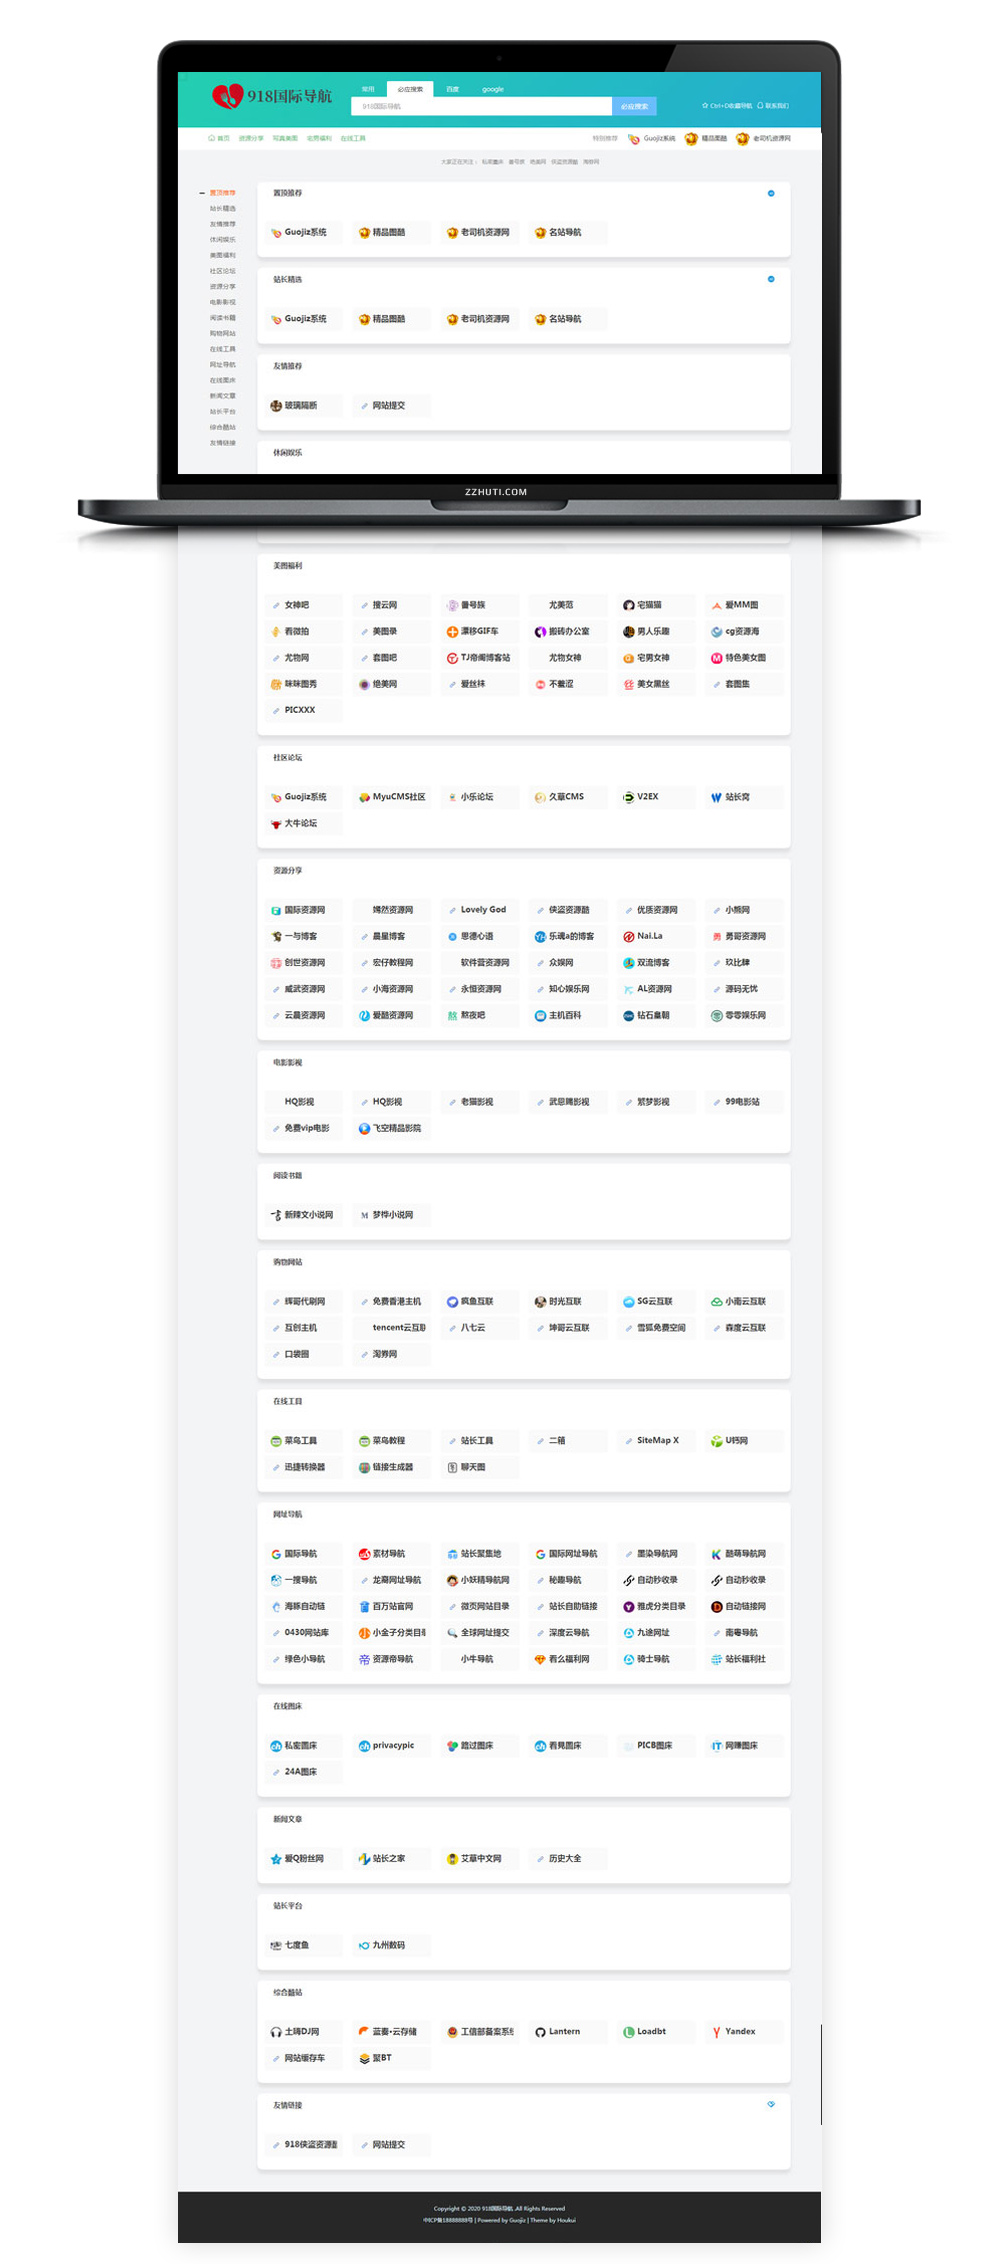 918国际导航
常用 必应搜索 百度 google
918国际导航 必应搜索
Ctrl+D收藏导航 联系我们
首页 资源分享 写真美图 宅男福利 在线工具 特别推荐 Guojiz系统 精品图酷 老司机资源网
大家正在关注： 私密图床 番号族 绝美网 侠盗资源酷 淘券网
置顶推荐
站长精选
友情推荐
休闲娱乐
美图福利
社区论坛
资源分享
电影影视
阅读书籍
购物网站
在线工具
网址导航
在线图床
新闻文章
站长平台
综合酷站
友情链接
置顶推荐
Guojiz系统 精品图酷 老司机资源网 名站导航
站长精选
Guojiz系统 精品图酷 老司机资源网 名站导航
友情推荐
玻璃隔断 网站提交
休闲娱乐
ZZHUTI.COM
美图福利
女神吧 搜云网 番号族 尤美范 宅猫猫 爱MM图
看微拍 美图录 漂移GIF车 搬砖办公室 男人乐趣 cg资源海
尤物网 套图吧 TJ帝阁博客站 尤物女神 宅男女神 特色美女图
咪咪图秀 绝美网 爱丝袜 不羞涩 美女黑丝 套图集
PICXXX
社区论坛
Guojiz系统 MyuCMS社区 小乐论坛 久草CMS V2EX 站长窝
大牛论坛
资源分享
国际资源网 嫣然资源网 Lovely God 侠盗资源酷 优质资源网 小熊网
一与博客 晨星博客 思德心语 乐魂a的博客 Nai.La 勇哥资源网
创世资源网 宏仔教程网 软件营资源网 众娱网 双流博客 玖比肆
威武资源网 小海资源网 永恒资源网 知心娱乐网 AL资源网 源码无忧
云晨资源网 爱酷资源网 熬夜吧 主机百科 钻石皇朝 零零娱乐网
电影影视
HQ影视 HQ影视 老猫影视 武恩赐影视 繁梦影视 99电影站
免费vip电影 飞空精品影院
阅读书籍
新辣文小说网 梦桦小说网
购物网站
辉哥代刷网 免费香港主机 疯鱼互联 时光互联 SG云互联 小南云互联
互创主机 tencent云互联 八七云 坤哥云互联 雪狐免费空间 森度云互联
口袋圈 淘券网
在线工具
菜鸟工具 菜鸟教程 站长工具 二箱 SiteMap X U钙网
迅捷转换器 链接生成器 聊天图
网址导航
国际导航 素材导航 站长聚集地 国际网址导航 墨染导航网 酷萌导航网
一搜导航 龙裔网址导航 小妖精导航网 秘趣导航 自动秒收录 自动秒收录
海豚自动链 百万站官网 微页网站目录 站长自助链接 雅虎分类目录 自动链接网
0430网站库 小金子分类目录 全球网址提交 深度云导航 九途网址 南粤导航
绿色小导航 资源帝导航 小牛导航 看么福利网 骑士导航 站长福利社
在线图床
私密图床 privacypic 路过图床 看見图床 PICB图床 网赚图床
24A图床
新闻文章
爱Q粉丝网 站长之家 艾草中文网 历史大全
站长平台
七度鱼 九州数码
综合酷站
土嗨DJ网 蓝奏·云存储 工信部备案系统 Lantern Loadbt Yandex
网站缓存车 聚BT
友情链接
918侠盗资源 网站提交
Copyright © 2020 918国际导航 .All Rights Reserved
中ICP备18888888号 | Powered by Guojiz | Theme by Houkui